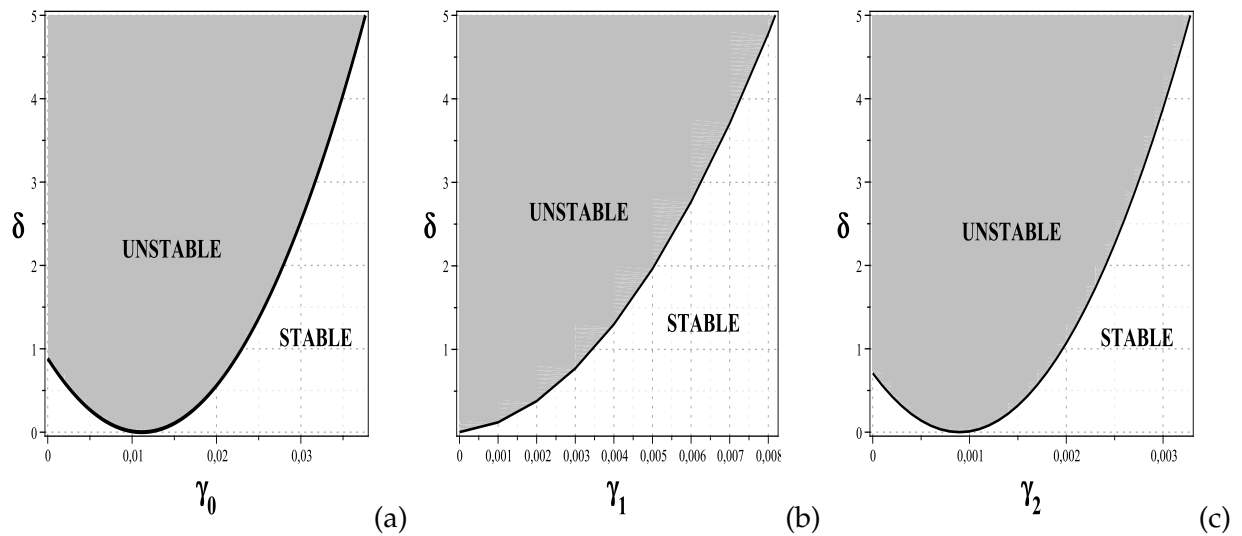 5
4
3
2
1
0
δ
UNSTABLE
STABLE
0
0,01
0,02
0,03
γ0
(a)
5
4
3
2
1
0
δ
UNSTABLE
STABLE
0
0,001
0,002
0,003
0,004
0,005
0,006
0,007
0,008
γ1
(b)
5
4
3
2
1
0
δ
UNSTABLE
STABLE
0
0,001
0,002
0,003
γ2
(c)